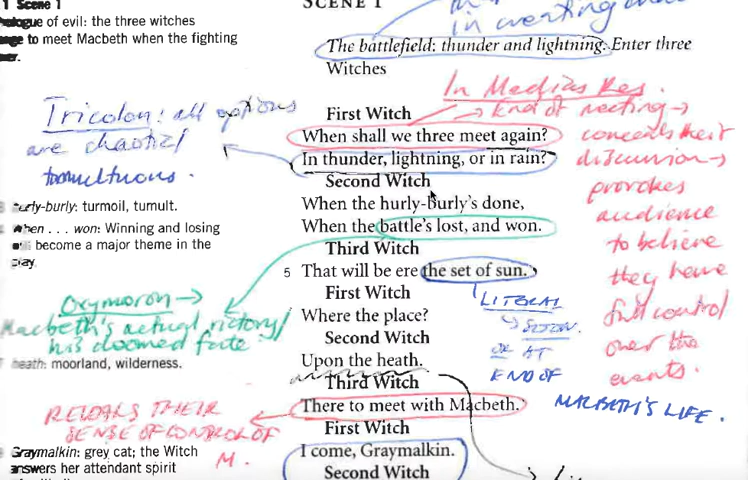 1 Scene 1
Prologue of evil: the three witches
to meet Macbeth when the fighting
SCENE 1
in
The battlefield: thunder and lightning. Enter three
Witches
In Medias Res.
→ End of meeting →
conceals their
discussion →
provokes
audience
to believe
they have
full control
over the
events.
Tricolon: all options
are chaotic/
tumultuous.
First Witch
When shall we three meet again?
In thunder, lightning, or in rain?
Second Witch
When the hurly-burly's done,
When the battle's lost, and won.
Third Witch
5 That will be ere the set of sun.
First Witch
Where the place?
Second Witch
Upon the heath.
Third Witch
There to meet with Macbeth.
First Witch
I come, Graymalkin.
Second Witch
hurly-burly: turmoil, tumult.
When . . . won: Winning and losing
will become a major theme in the
play.
Oxymoron →
Macbeth's actual victory/
his doomed fate
heath: moorland, wilderness.
LITERAL
OR AT
END OF
MACBETH'S LIFE.
RELOADS THEIR
SENSE OF CONTROL OF
M.
Graymalkin: grey cat; the Witch
answers her attendant spirit